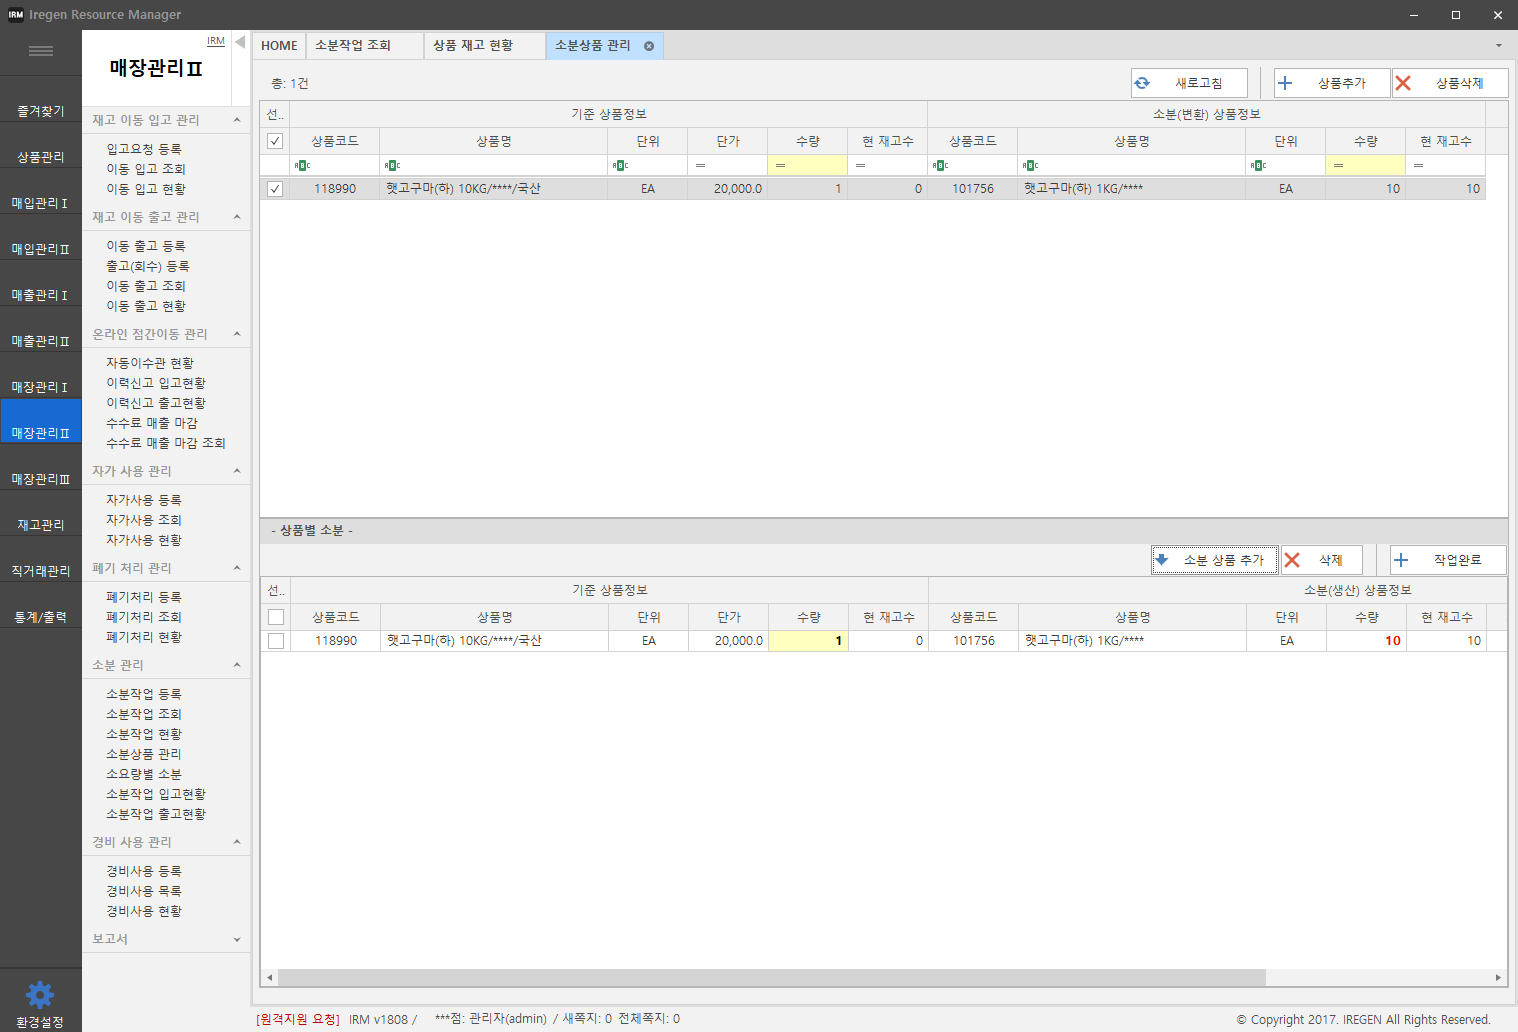 IRM Iregen Resource Manager
즐겨찾기
상품관리
매입관리Ⅰ
매입관리Ⅱ
매출관리Ⅰ
매출관리Ⅱ
매장관리Ⅰ
매장관리Ⅱ
매장관리Ⅲ
재고관리
직거래관리
통계/출력
환경설정
IRM
매장관리Ⅱ
재고 이동 입고 관리
입고요청 등록
이동 입고 조회
이동 입고 현황
재고 이동 출고 관리
이동 출고 등록
출고(회수) 등록
이동 출고 조회
이동 출고 현황
온라인 점간이동 관리
자동이수관 현황
이력신고 입고현황
이력신고 출고현황
수수료 매출 마감
수수료 매출 마감 조회
자가 사용 관리
자가사용 등록
자가사용 조회
자가사용 현황
폐기 처리 관리
폐기처리 등록
폐기처리 조회
폐기처리 현황
소분 관리
소분작업 등록
소분작업 조회
소분작업 현황
소분상품 관리
소요량별 소분
소분작업 입고현황
소분작업 출고현황
경비 사용 관리
경비사용 등록
경비사용 목록
경비사용 현황
보고서
HOME 소분작업 조회 상품 재고 현황 소분상품 관리
총: 1건 새로고침 상품추가 상품삭제
선.. 기준 상품정보 소분(변환) 상품정보
상품코드 상품명 단위 단가 수량 현 재고수 상품코드 상품명 단위 수량 현 재고수
ABC ABC ABC = = = ABC ABC ABC = =
118990 햇고구마(하) 10KG/****/국산 EA 20,000.0 1 0 101756 햇고구마(하) 1KG/**** EA 10 10
- 상품별 소분 -
소분 상품 추가 삭제 작업완료
선.. 기준 상품정보 소분(생산) 상품정보
상품코드 상품명 단위 단가 수량 현 재고수 상품코드 상품명 단위 수량 현 재고수
118990 햇고구마(하) 10KG/****/국산 EA 20,000.0 1 0 101756 햇고구마(하) 1KG/**** EA 10 10
[원격지원 요청] IRM v1808 / ***점: 관리자(admin) / 새쪽지: 0 전체쪽지: 0 © Copyright 2017. IREGEN All Rights Reserved.